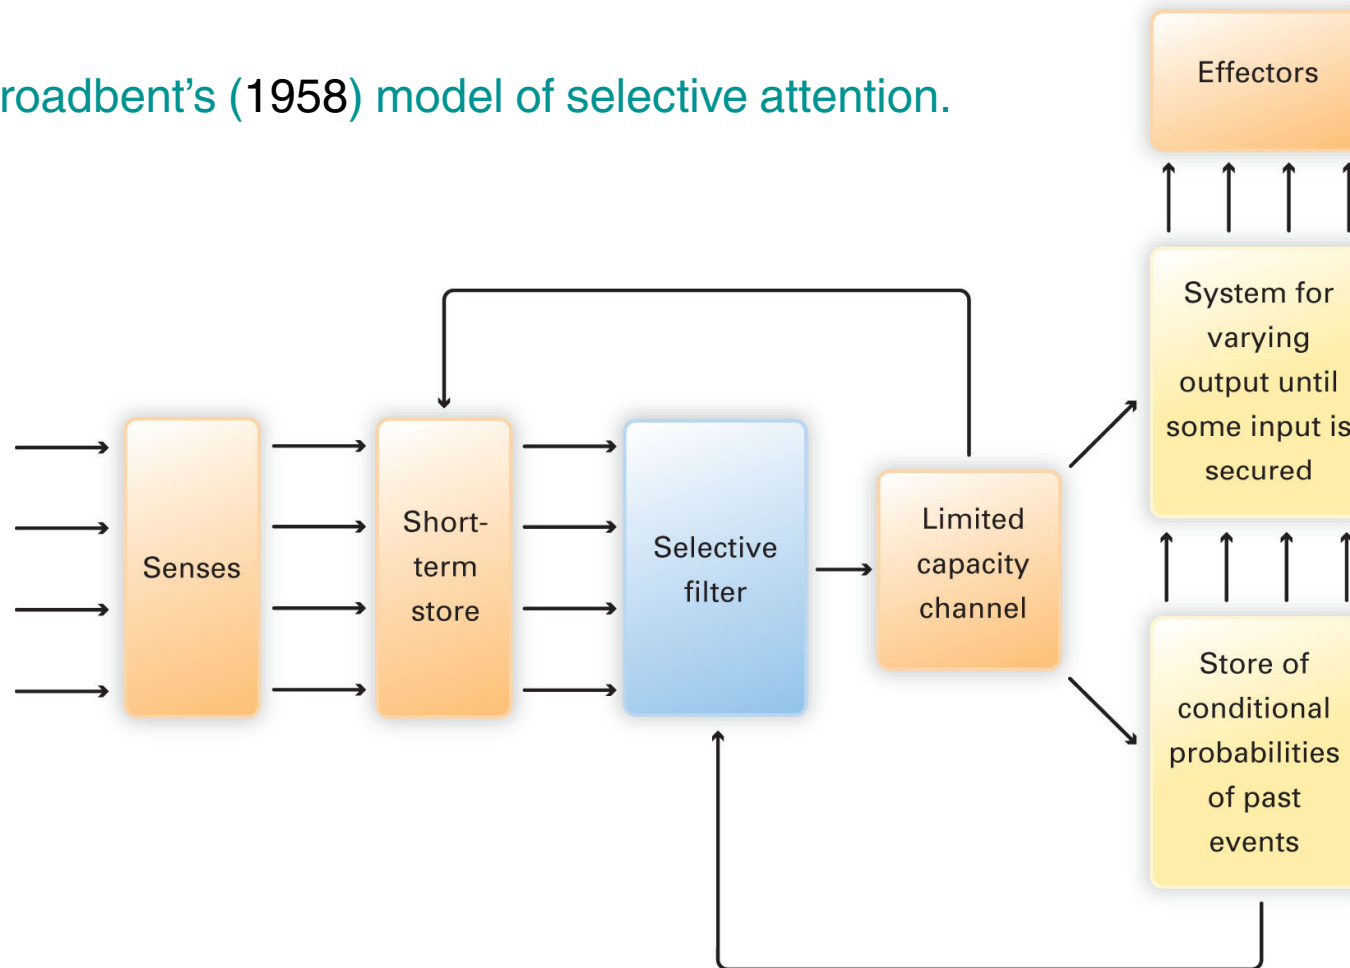 roadbent's (1958) model of selective attention.
Effectors
System for
varying
output until
some input is
secured
Senses
Short-
term
store
Selective
filter
Limited
capacity
channel
Store of
conditional
probabilities
of past
events